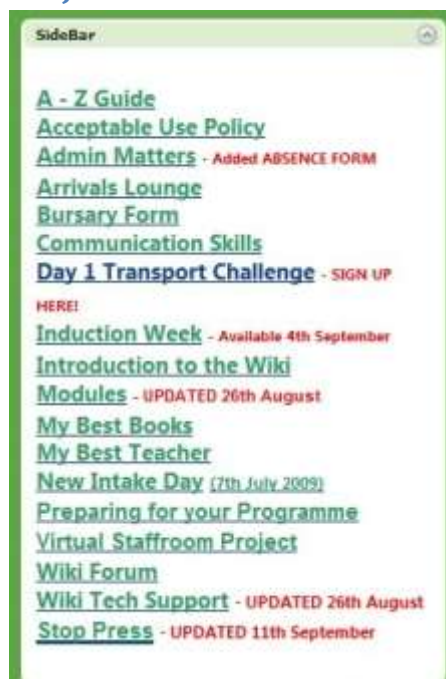 SideBar
A - Z Guide
Acceptable Use Policy
Admin Matters - Added ABSENCE FORM
Arrivals Lounge
Bursary Form
Communication Skills
Day 1 Transport Challenge - SIGN UP
HERE!
Induction Week - Available 4th September
Introduction to the Wiki
Modules - UPDATED 26th August
My Best Books
My Best Teacher
New Intake Day (7th July 2009)
Preparing for your Programme
Virtual Staffroom Project
Wiki Forum
Wiki Tech Support - UPDATED 26th August
Stop Press - UPDATED 11th September